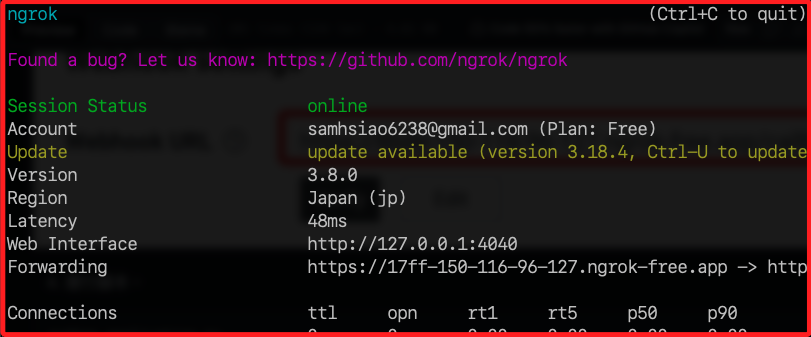 ngrok (Ctrl+C to quit)
Found a bug? Let us know: https://github.com/ngrok/ngrok
Session Status online
Account samhsiao6238@gmail.com (Plan: Free)
Update update available (version 3.18.4, Ctrl-U to update
Version 3.8.0
Region Japan (jp)
Latency 48ms
Web Interface http://127.0.0.1:4040
Forwarding https://17ff-150-116-96-127.ngrok-free.app -> http
Connections ttl opn rt1 rt5 p50 p90